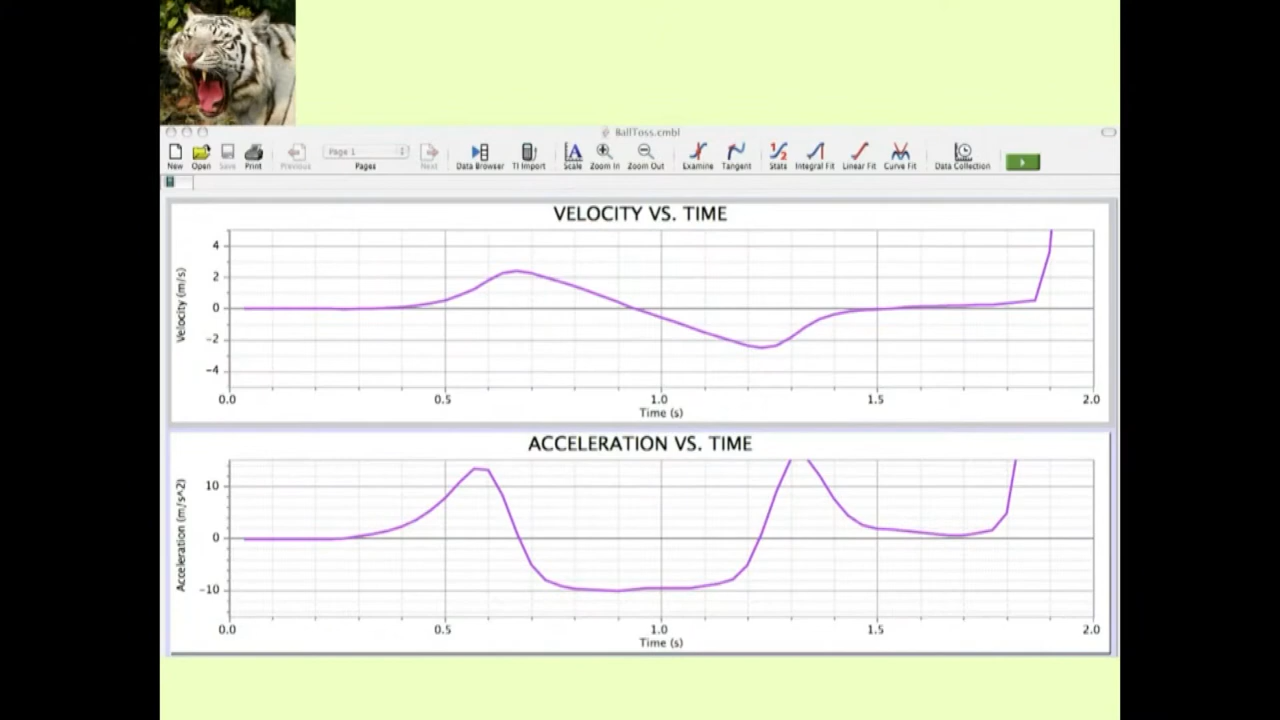 BallToss.cmbl
New Open Save Print Previous Page 1 Pages Next Data Browser TI Import Scale Zoom In Zoom Out Examine Tangent Stats Integral Fit Linear Fit Curve Fit Data Collection
VELOCITY VS. TIME
Velocity (m/s)
4
2
0
-2
-4
0.0 0.5 1.0 1.5 2.0
Time (s)
ACCELERATION VS. TIME
Acceleration (m/s^2)
10
0
-10
0.0 0.5 1.0 1.5 2.0
Time (s)